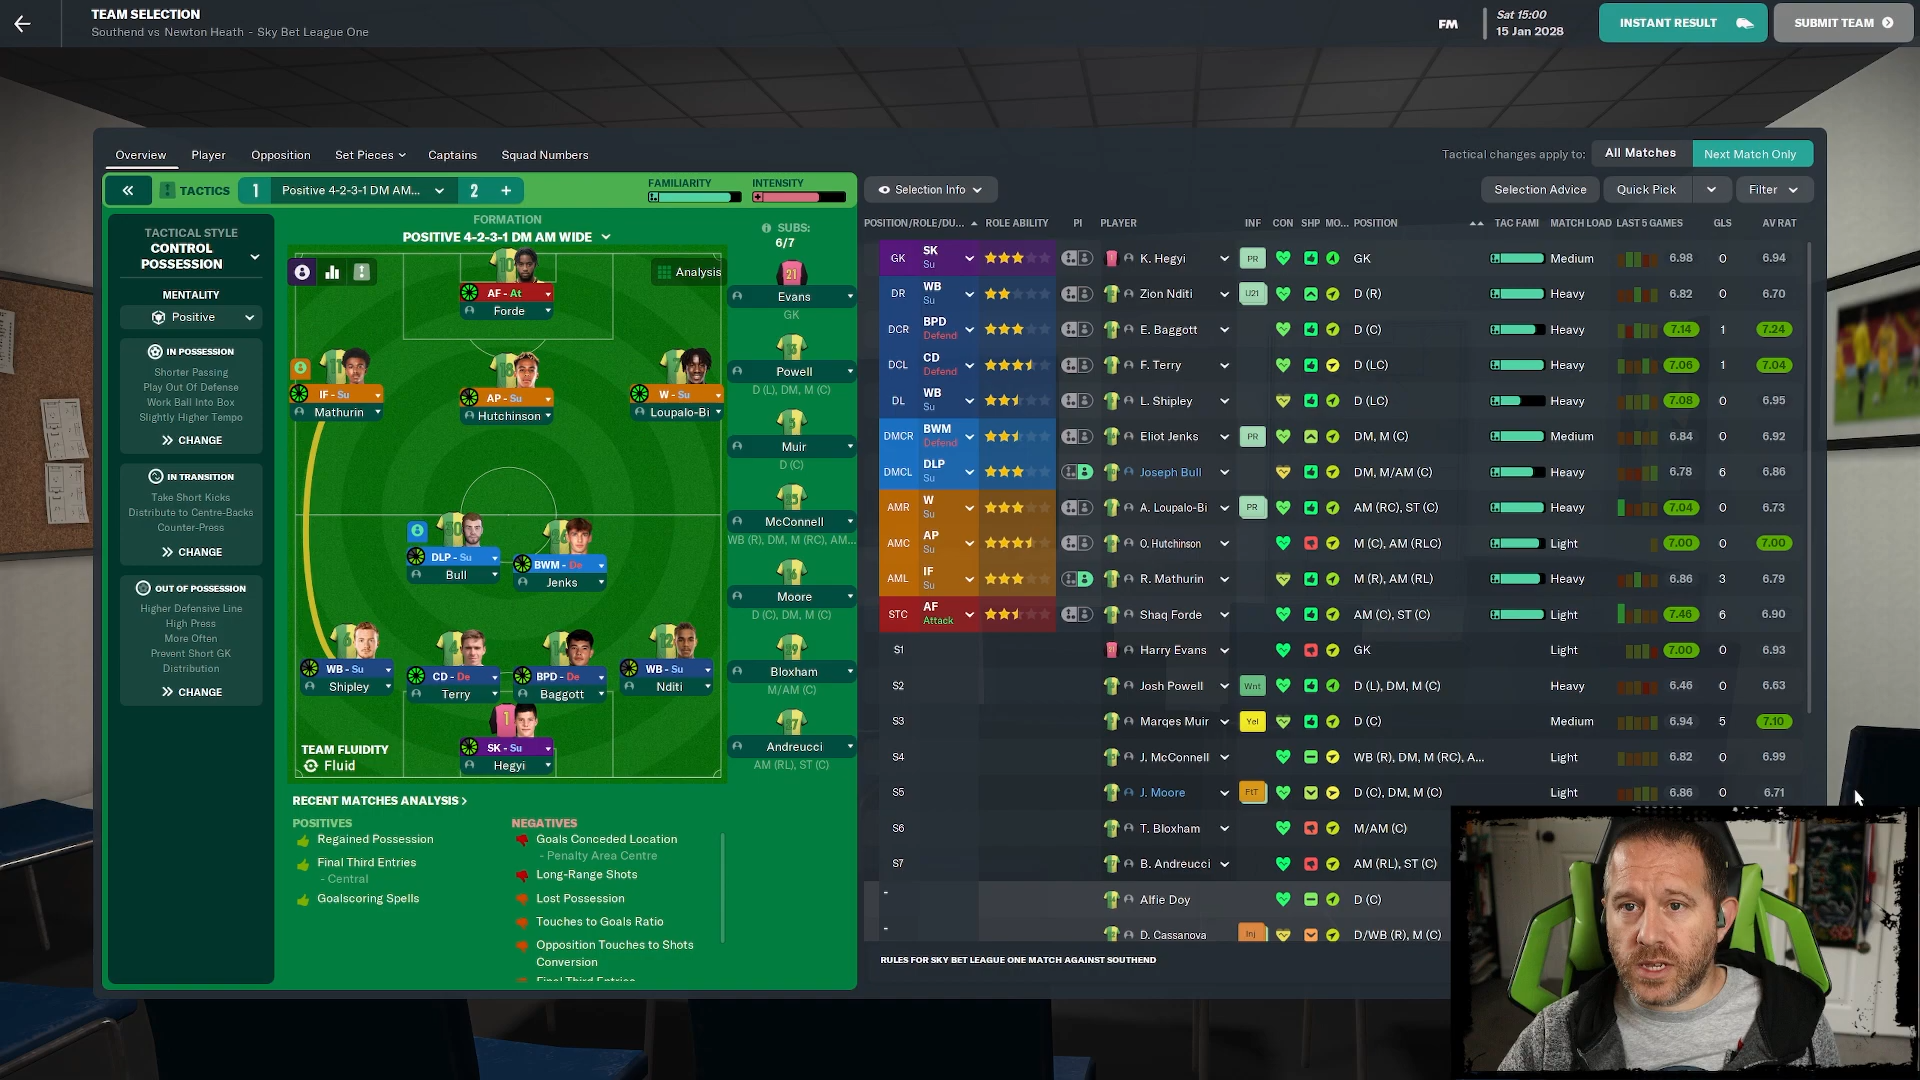 TEAM SELECTION
Southend vs Newton Heath - Sky Bet League One
FM
Sat 15:00
15 Jan 2028
INSTANT RESULT
SUBMIT TEAM
Overview Player Opposition Set Pieces Captains Squad Numbers
Tactical changes apply to: All Matches Next Match Only
TACTICS 1 Positive 4-2-3-1 DM AM... 2 +
FAMILIARITY INTENSITY
TACTICAL STYLE
CONTROL
POSSESSION
MENTALITY
Positive
IN POSSESSION
Shorter Passing
Play Out Of Defense
Work Ball Into Box
Slightly Higher Tempo
CHANGE
IN TRANSITION
Take Short Kicks
Distribute to Centre-Backs
Counter-Press
CHANGE
OUT OF POSSESSION
Higher Defensive Line
High Press
More Often
Prevent Short GK
Distribution
CHANGE
FORMATION
POSITIVE 4-2-3-1 DM AM WIDE
Analysis
AF - At
Forde
IF - Su
Mathurin
AP - Su
Hutchinson
W - Su
Loupalo-Bi
DLP - Su
Bull
BWM - De
Jenks
WB - Su
Shipley
CD - De
Terry
BPD - De
Baggott
WB - Su
Nditi
SK - Su
Hegyi
TEAM FLUIDITY
Fluid
SUBS:
6/7
21
Evans
GK
Powell
D (L), DM, M (C)
Muir
D (C)
McConnell
WB (R), DM, M (RC), AM...
Moore
D (C), DM, M (C)
Bloxham
M/AM (C)
Andreucci
AM (RL), ST (C)
RECENT MATCHES ANALYSIS >
POSITIVES
Regained Possession
Final Third Entries
- Central
Goalscoring Spells
NEGATIVES
Goals Conceded Location
- Penalty Area Centre
Long-Range Shots
Lost Possession
Touches to Goals Ratio
Opposition Touches to Shots
Conversion
Final Third Entries
Selection Info
Selection Advice Quick Pick Filter
POSITION/ROLE/DU... ROLE ABILITY PI PLAYER INF CON SHP MO... POSITION TAC FAMI MATCH LOAD LAST 5 GAMES GLS AV RAT
GK SK Su K. Hegyi PR GK Medium 6.98 0 6.94
DR WB Su Zion Nditi U21 D (R) Heavy 6.82 0 6.70
DCR BPD Defend E. Baggott D (C) Heavy 7.14 1 7.24
DCL CD Defend F. Terry D (LC) Heavy 7.06 1 7.04
DL WB Su L. Shipley D (LC) Heavy 7.08 0 6.95
DMCR BWM Defend Eliot Jenks PR DM, M (C) Medium 6.84 0 6.92
DMCL DLP Su Joseph Bull DM, M/AM (C) Heavy 6.78 6 6.86
AMR W Su A. Loupalo-Bi PR AM (RC), ST (C) Heavy 7.04 0 6.73
AMC AP Su O. Hutchinson M (C), AM (RLC) Light 7.00 0 7.00
AML IF Su R. Mathurin M (R), AM (RL) Heavy 6.86 3 6.79
STC AF Attack Shaq Forde AM (C), ST (C) Light 7.46 6 6.90
S1 Harry Evans GK Light 7.00 0 6.93
S2 Josh Powell Wnt D (L), DM, M (C) Heavy 6.46 0 6.63
S3 Marqes Muir Yel D (C) Medium 6.94 5 7.10
S4 J. McConnell WB (R), DM, M (RC), A... Light 6.82 0 6.99
S5 J. Moore FtT D (C), DM, M (C) Light 6.86 0 6.71
S6 T. Bloxham M/AM (C)
S7 B. Andreucci AM (RL), ST (C)
- Alfie Doy D (C)
- D. Cassanova Inj D/WB (R), M (C)
RULES FOR SKY BET LEAGUE ONE MATCH AGAINST SOUTHEND